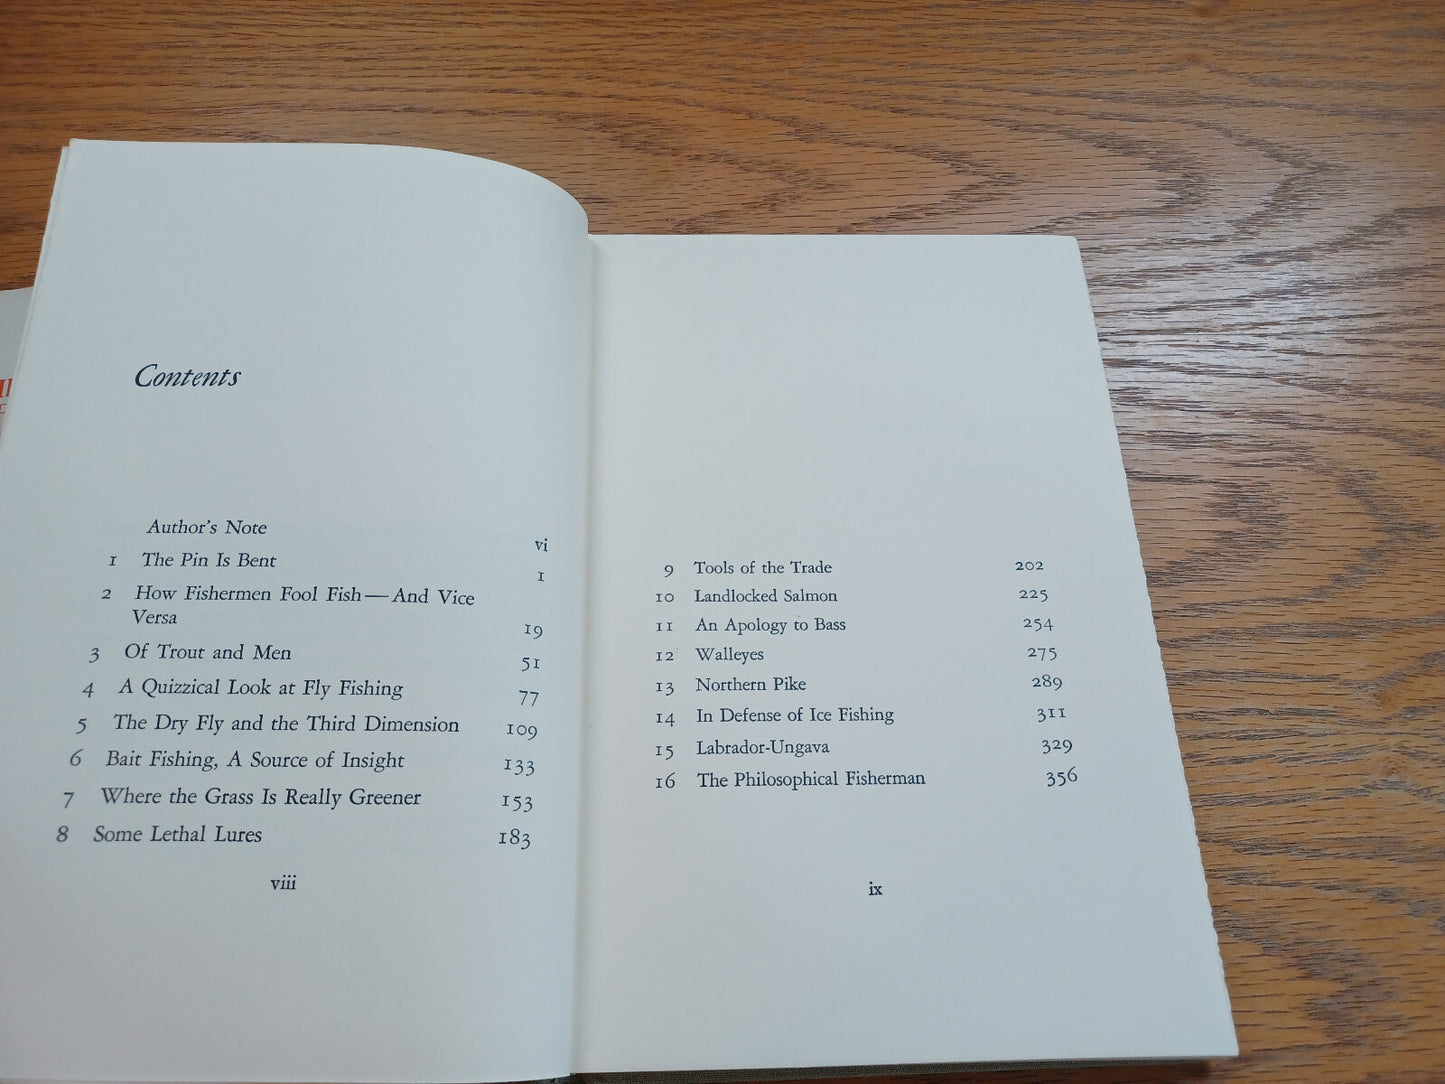 Contents
Author's Note vi
1 The Pin Is Bent 1
2 How Fishermen Fool Fish—And Vice
Versa 19
3 Of Trout and Men 51
4 A Quizzical Look at Fly Fishing 77
5 The Dry Fly and the Third Dimension 109
6 Bait Fishing, A Source of Insight 133
7 Where the Grass Is Really Greener 153
8 Some Lethal Lures 183
viii
9 Tools of the Trade 202
10 Landlocked Salmon 225
11 An Apology to Bass 254
12 Walleyes 275
13 Northern Pike 289
14 In Defense of Ice Fishing 311
15 Labrador-Ungava 329
16 The Philosophical Fisherman 356
ix